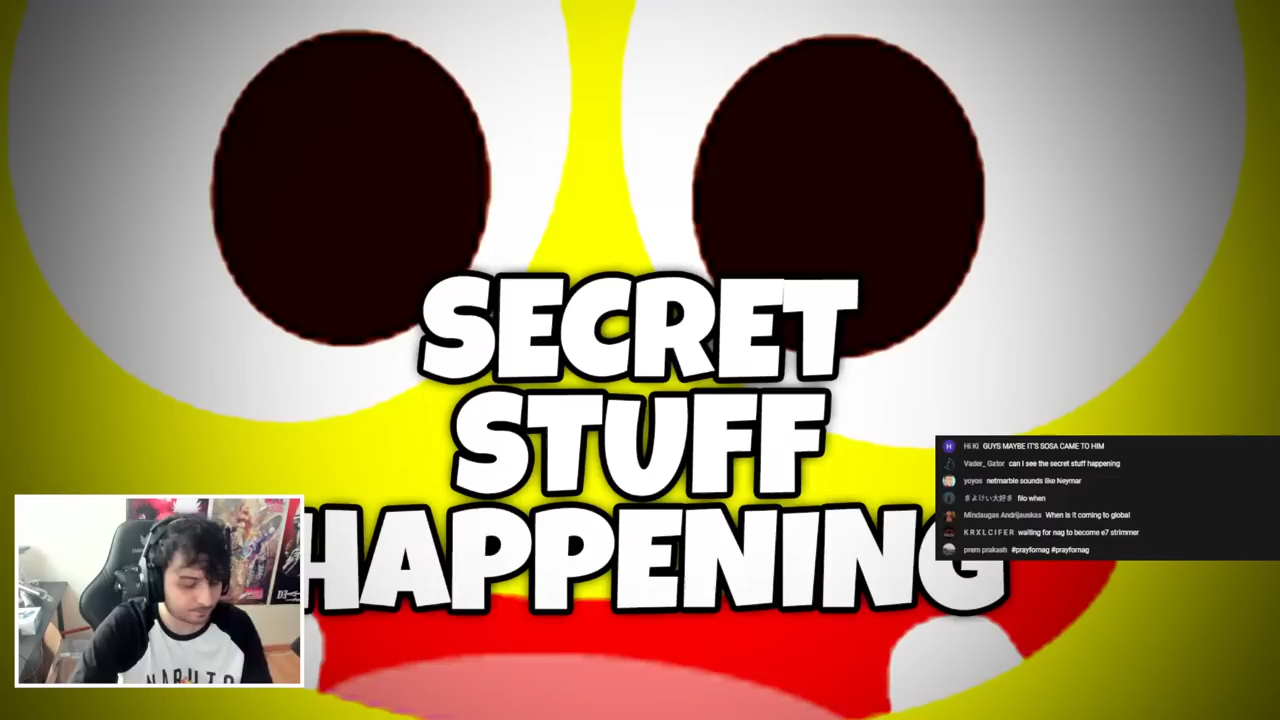 SECRET
STUFF
HAPPENING
H
Hi Ki GUYS MAYBE IT'S SOSA CAME TO HIM
Vader_ Gator can I see the secret stuff happening
yoyos netmarble sounds like Neymar
きよけい大好き filo when
Mindaugas Andrijauskas When is it coming to global
K R X L C I F E R waiting for nag to become e7 strimmer
prem prakash #prayfornag #prayfornag
NARUTO